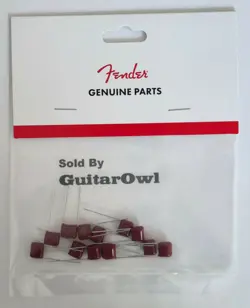 Fender
GENUINE PARTS
Sold By
GuitarOwl